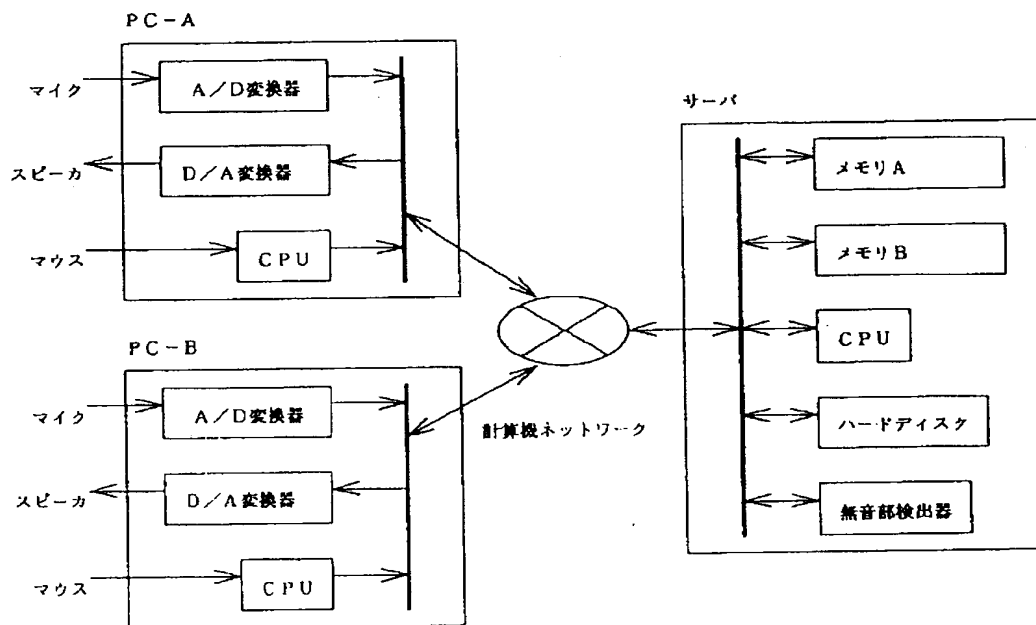 PC-A
マイク
A/D変換器
スピーカ
D/A変換器
マウス
CPU
PC-B
マイク
A/D変換器
スピーカ
D/A変換器
マウス
CPU
計算機ネットワーク
サーバ
メモリA
メモリB
CPU
ハードディスク
無音部検出器